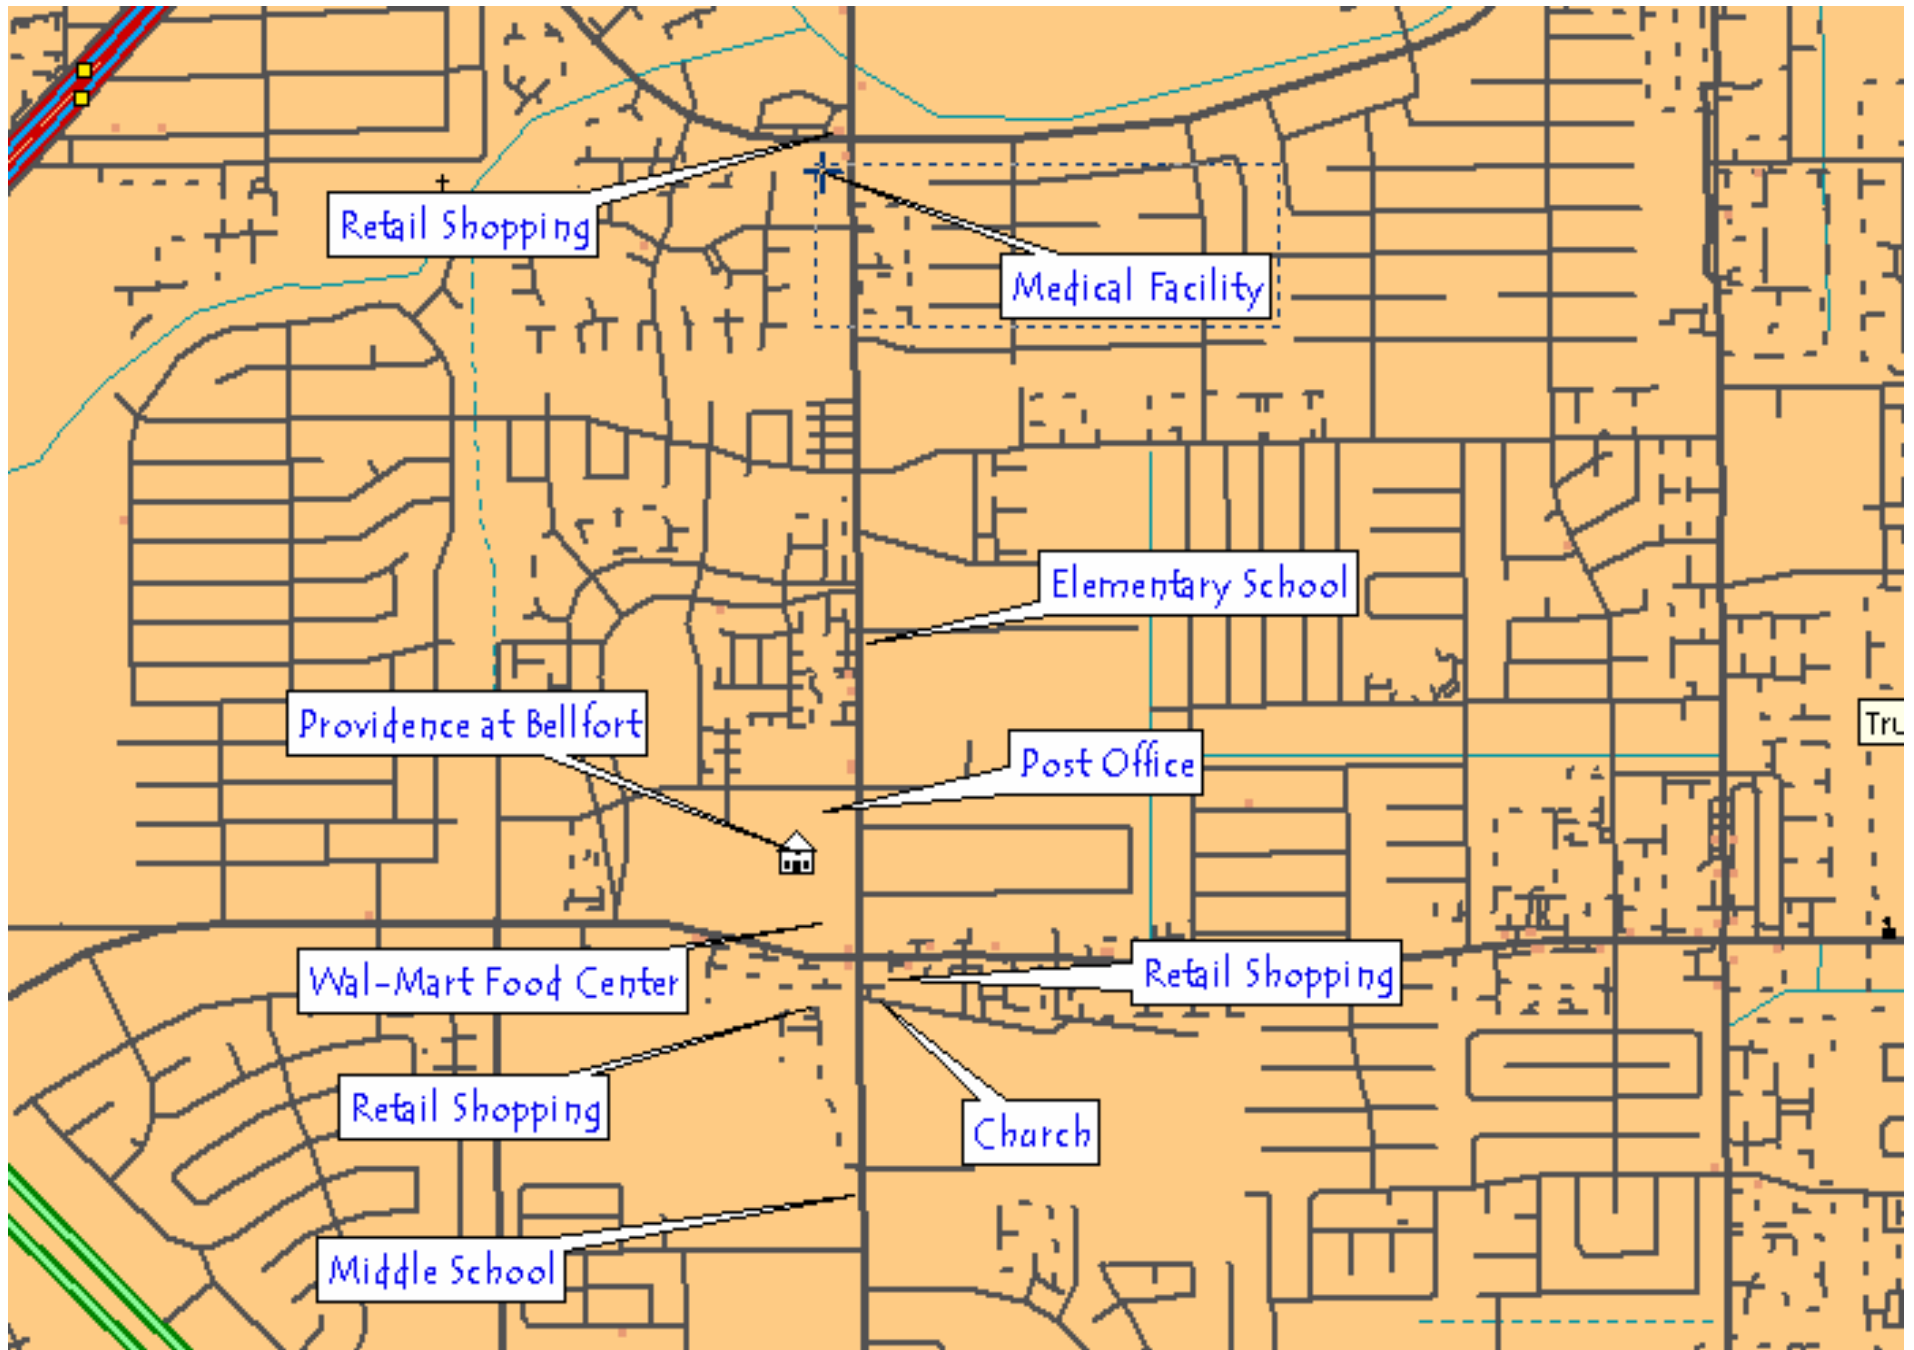 Retail Shopping
Medical Facility
Elementary School
Providence at Bellfort
Tru
Post Office
Wal-Mart Food Center
Retail Shopping
Retail Shopping
Church
Middle School